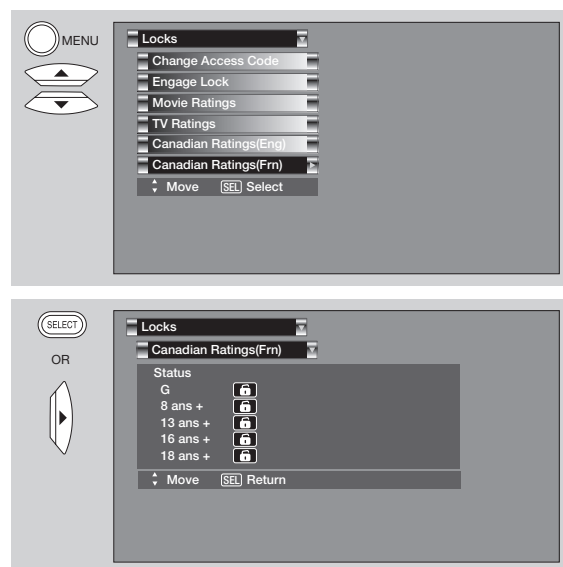 MENU
Locks
Change Access Code
Engage Lock
Movie Ratings
TV Ratings
Canadian Ratings(Eng)
Canadian Ratings(Frn)
Move SEL Select
SELECT
OR
Locks
Canadian Ratings(Frn)
Status
G
8 ans +
13 ans +
16 ans +
18 ans +
Move SEL Return